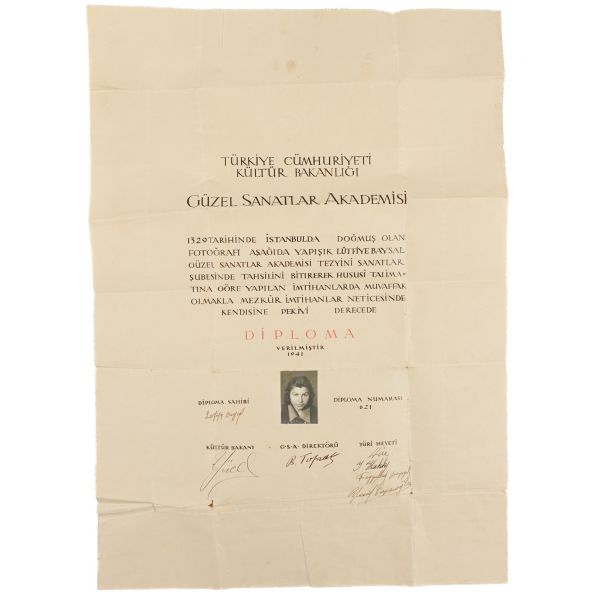 TÜRKİYE CÜMHURİYETİ
KÜLTÜR BAKANLIĞI
GÜZEL SANATLAR AKADEMİSİ
1329 TARİHİNDE İSTANBULDA DOĞMUŞ OLAN
FOTOĞRAFI AŞAĞIDA YAPIŞIK LÛTFİYE BAYSAL
GÜZEL SANATLAR AKADEMİSİ TEZYİNİ SANATLAR
ŞUBESİNDE TAHSİLİNİ BİTİREREK HUSUSİ TALİMA-
TINA GÖRE YAPILAN İMTİHANLARDA MUVAFFAK
OLMAKLA MEZKÛR İMTİHANLAR NETİCESİNDE
KENDİSİNE PEKİYİ DERECEDE
DİPLOMA
VERİLMİŞTİR
1941
DİPLOMA SAHİBİ
DİPLOMA NUMARASI
621
KÜLTÜR BAKANI
G·S·A· DİREKTÖRÜ
JÜRİ HEYETİ
Yücel
B. Toprak